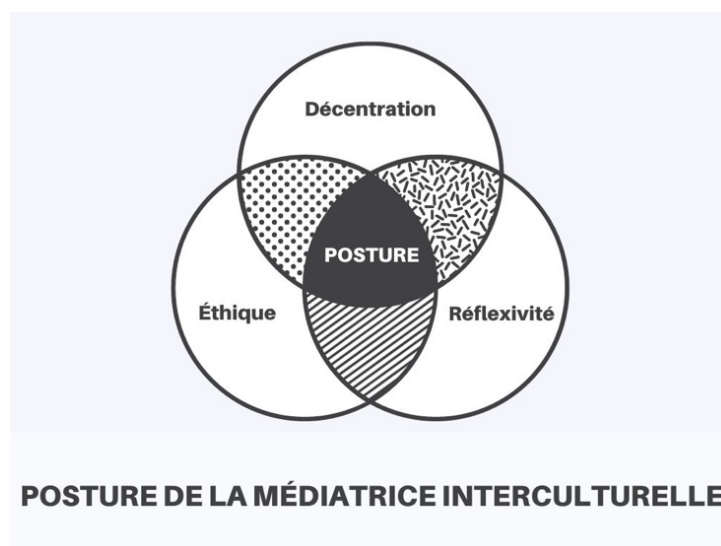 Décentration
POSTURE
Éthique
Réflexivité
POSTURE DE LA MÉDIATRICE INTERCULTURELLE